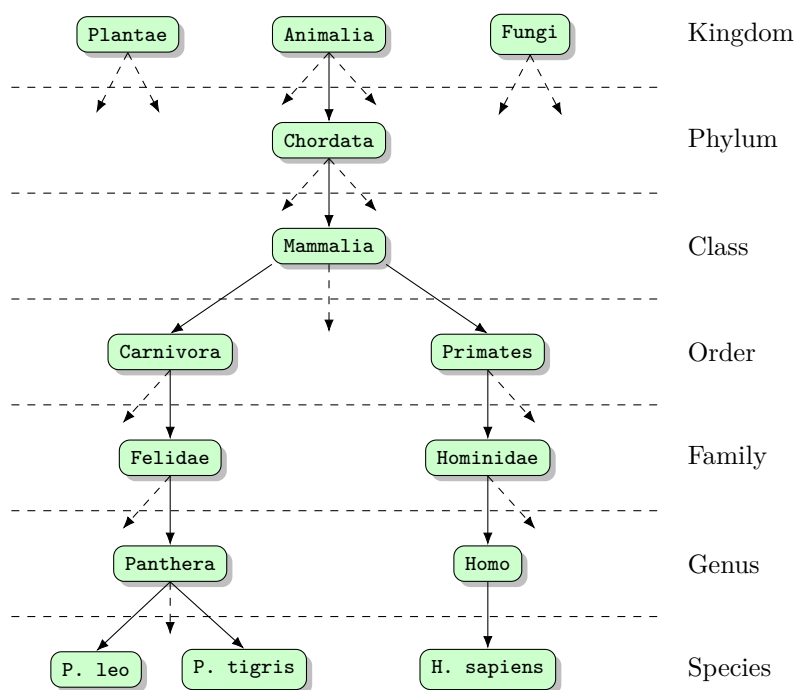 Plantae Animalia Fungi Kingdom
Chordata Phylum
Mammalia Class
Carnivora Primates Order
Felidae Hominidae Family
Panthera Homo Genus
P. leo P. tigris H. sapiens Species